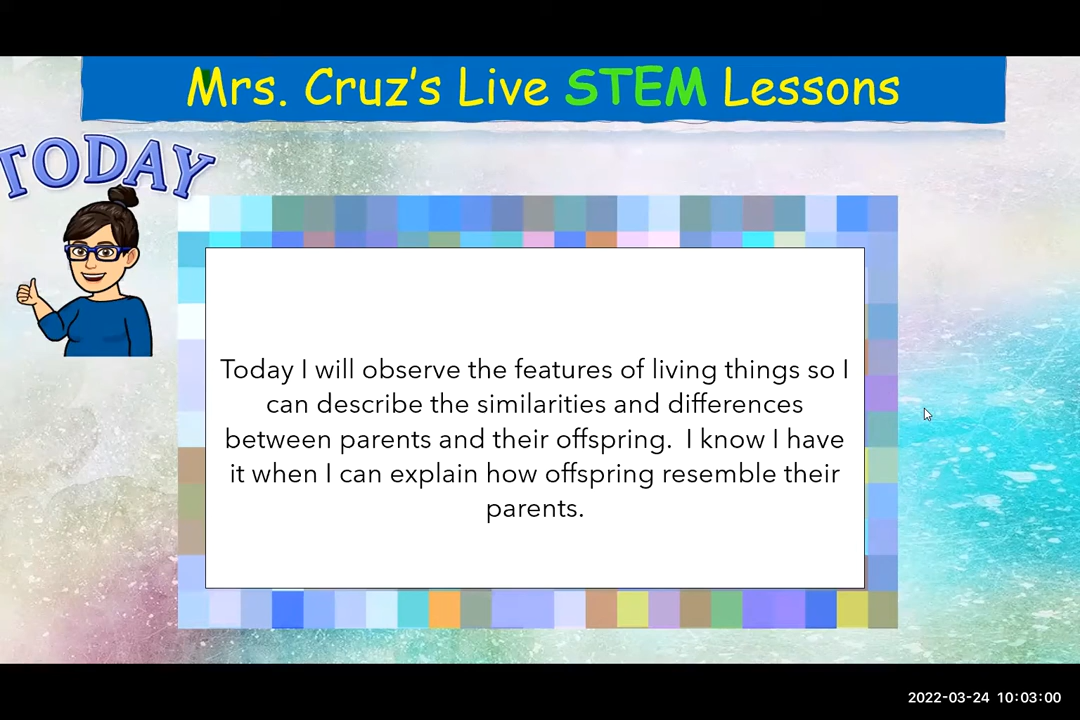 Mrs. Cruz's Live STEM Lessons
TODAY
Today I will observe the features of living things so I
can describe the similarities and differences
between parents and their offspring.  I know I have
it when I can explain how offspring resemble their
parents.
2022-03-24 10:03:00